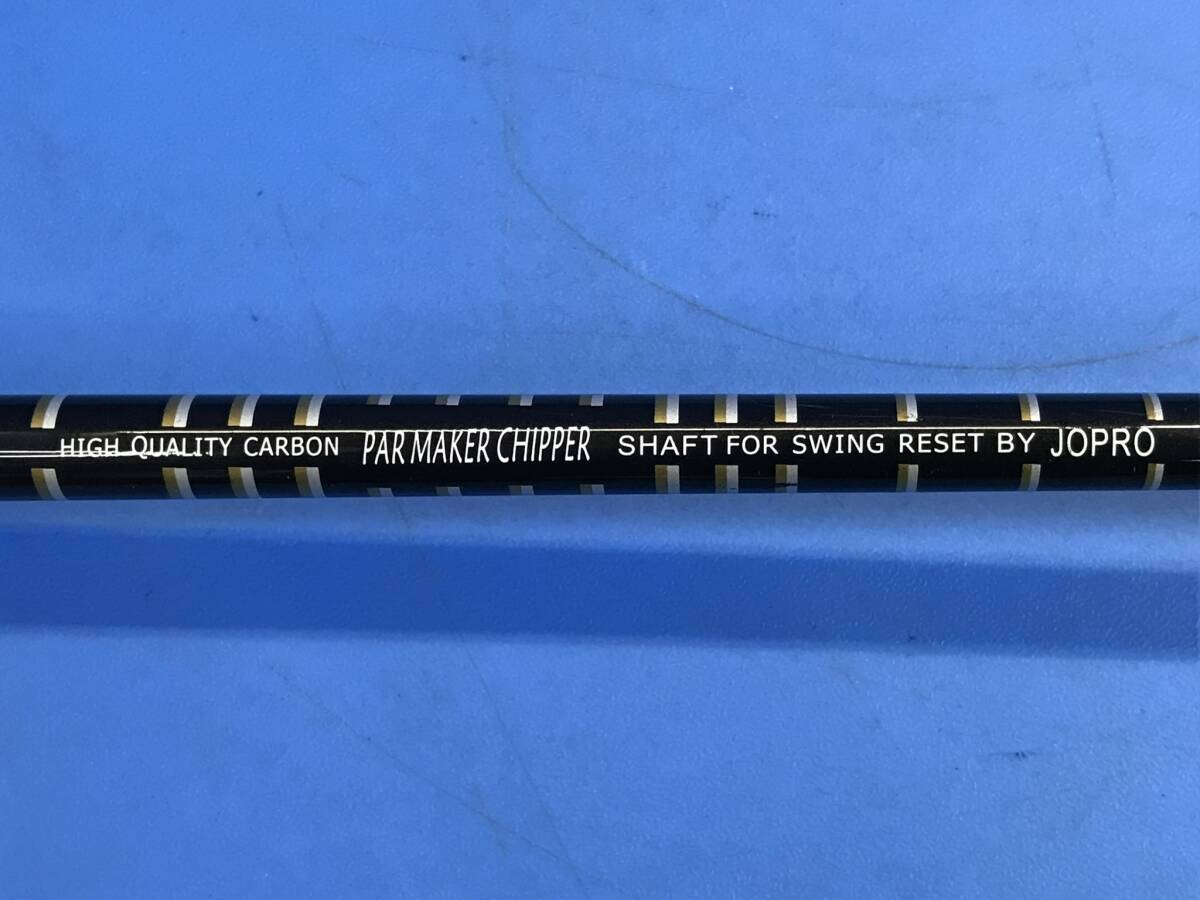 HIGH QUALITY CARBON PAR MAKER CHIPPER SHAFT FOR SWING RESET BY JOPRO